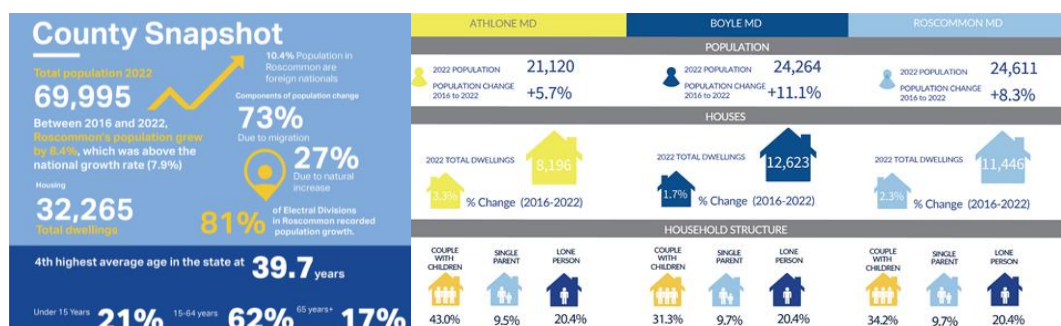 County Snapshot
Total population 2022
69,995
10.4% Population in
Roscommon are
foreign nationals
Components of population change
73%
Due to migration
27%
Due to natural
increase
Between 2016 and 2022,
Roscommon's population grew
by 8.4%, which was above the
national growth rate (7.9%)
Housing
32,265
Total dwellings
81%
of Electral Divisions
in Roscommon recorded
population growth.
4th highest average age in the state at 39.7 years
Under 15 Years 21% 15-64 years 62% 65 years+ 17%
ATHLONE MD BOYLE MD ROSCOMMON MD
POPULATION
2022 POPULATION 21,120
POPULATION CHANGE
2016 to 2022 +5.7%
2022 POPULATION 24,264
POPULATION CHANGE
2016 to 2022 +11.1%
2022 POPULATION 24,611
POPULATION CHANGE
2016 to 2022 +8.3%
HOUSES
2022 TOTAL DWELLINGS 8,196
3.3% % Change (2016-2022)
2022 TOTAL DWELLINGS 12,623
1.7% % Change (2016-2022)
2022 TOTAL DWELLINGS 11,446
2.3% % Change (2016-2022)
HOUSEHOLD STRUCTURE
COUPLE
WITH
CHILDREN
43.0%
SINGLE
PARENT
9.5%
LONE
PERSON
20.4%
COUPLE
WITH
CHILDREN
31.3%
SINGLE
PARENT
9.7%
LONE
PERSON
20.4%
COUPLE
WITH
CHILDREN
34.2%
SINGLE
PARENT
9.7%
LONE
PERSON
20.4%